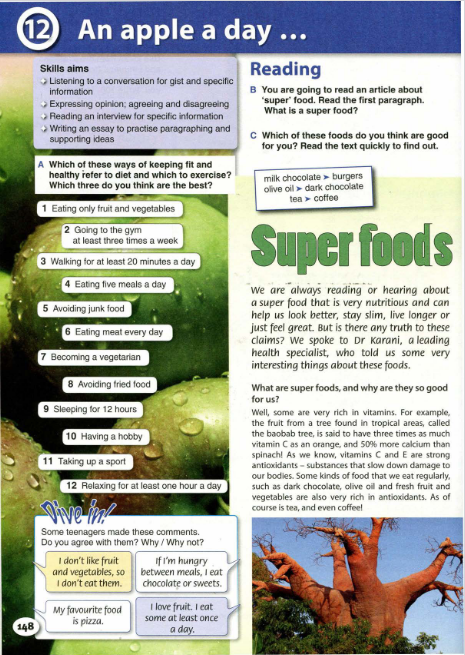 12 An apple a day ...
Skills aims
Listening to a conversation for gist and specific
information
Expressing opinion; agreeing and disagreeing
Reading an interview for specific information
Writing an essay to practise paragraphing and
supporting ideas
A Which of these ways of keeping fit and
healthy refer to diet and which to exercise?
Which three do you think are the best?
1 Eating only fruit and vegetables
2 Going to the gym
at least three times a week
3 Walking for at least 20 minutes a day
4 Eating five meals a day
5 Avoiding junk food
6 Eating meat every day
7 Becoming a vegetarian
8 Avoiding fried food
9 Sleeping for 12 hours
10 Having a hobby
11 Taking up a sport
12 Relaxing for at least one hour a day
Dive in!
Some teenagers made these comments.
Do you agree with them? Why / Why not?
I don't like fruit
and vegetables, so
I don't eat them.
If I'm hungry
between meals, I eat
chocolate or sweets.
My favourite food
is pizza.
I love fruit. I eat
some at least once
a day.
148
Reading
B You are going to read an article about
'super' food. Read the first paragraph.
What is a super food?
C Which of these foods do you think are good
for you? Read the text quickly to find out.
milk chocolate ➤ burgers
olive oil ➤ dark chocolate
tea ➤ coffee
Super foods
We are always reading or hearing about
a super food that is very nutritious and can
help us look better, stay slim, live longer or
just feel great. But is there any truth to these
claims? We spoke to Dr Karani, a leading
health specialist, who told us some very
interesting things about these foods.
What are super foods, and why are they so good
for us?
Well, some are very rich in vitamins. For example,
the fruit from a tree found in tropical areas, called
the baobab tree, is said to have three times as much
vitamin C as an orange, and 50% more calcium than
spinach! As we know, vitamins C and E are strong
antioxidants – substances that slow down damage to
our bodies. Some kinds of food that we eat regularly,
such as dark chocolate, olive oil and fresh fruit and
vegetables are also very rich in antioxidants. As of
course is tea, and even coffee!